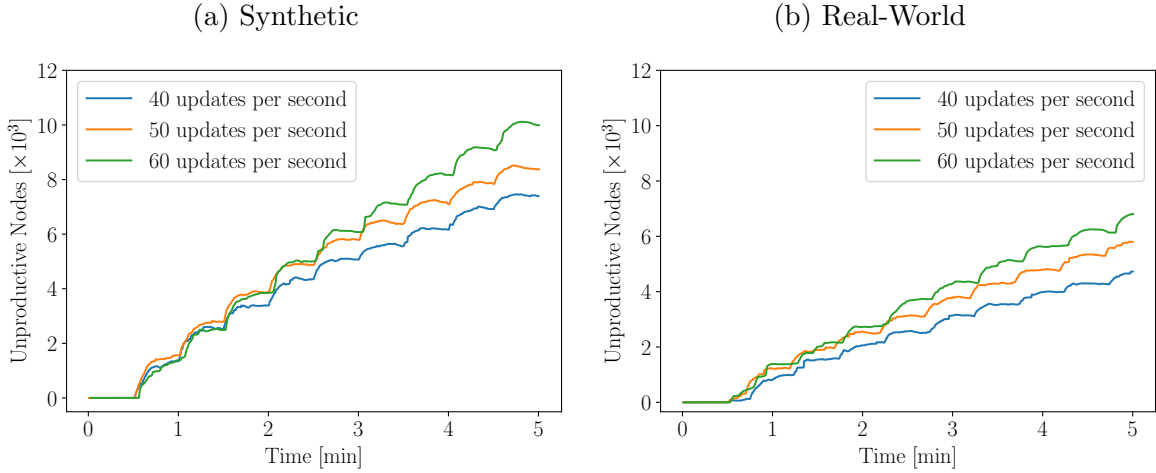 (a) Synthetic
12
10
8
6
4
2
0
Unproductive Nodes [×10³]
40 updates per second
50 updates per second
60 updates per second
0 1 2 3 4 5
Time [min]
(b) Real-World
12
10
8
6
4
2
0
Unproductive Nodes [×10³]
40 updates per second
50 updates per second
60 updates per second
0 1 2 3 4 5
Time [min]